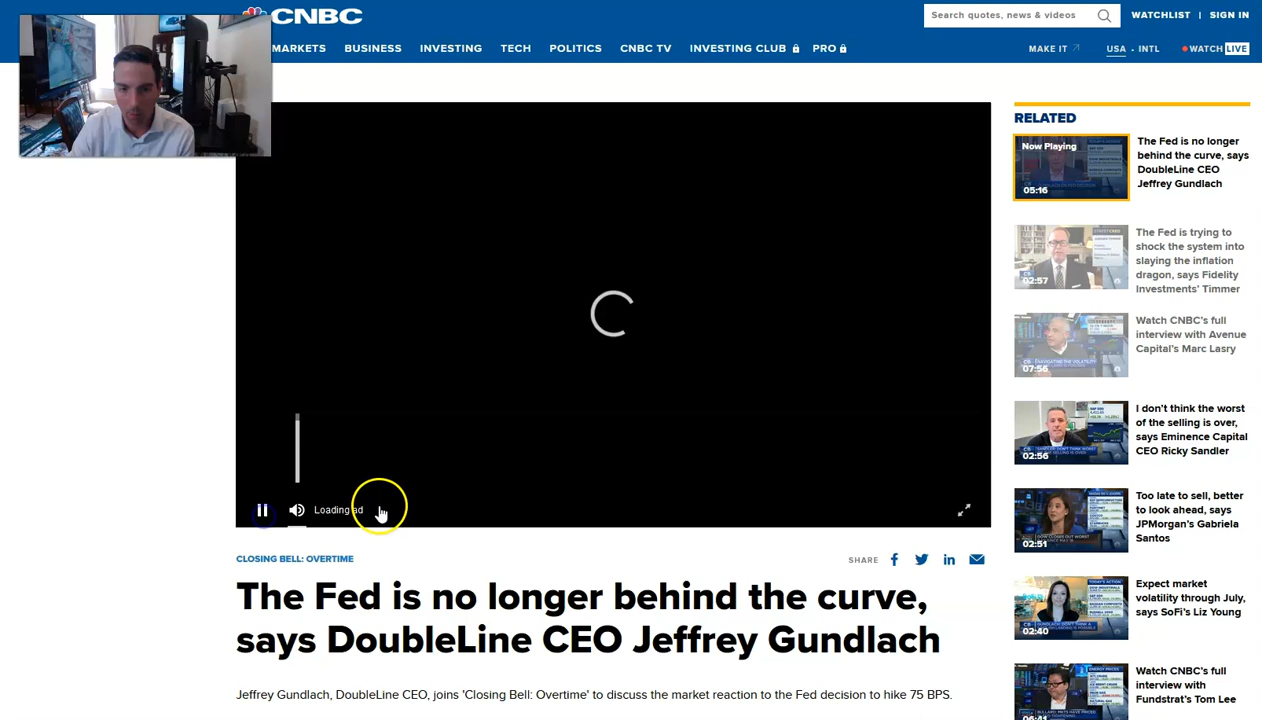 CNBC
Search quotes, news & videos
WATCHLIST | SIGN IN
MARKETS BUSINESS INVESTING TECH POLITICS CNBC TV INVESTING CLUB PRO
MAKE IT USA • INTL WATCH LIVE
RELATED
Now Playing
05:16
The Fed is no longer
behind the curve, says
DoubleLine CEO
Jeffrey Gundlach
02:57
The Fed is trying to
shock the system into
slaying the inflation
dragon, says Fidelity
Investments' Timmer
07:56
Watch CNBC's full
interview with Avenue
Capital's Marc Lasry
02:56
I don't think the worst
of the selling is over,
says Eminence Capital
CEO Ricky Sandler
02:51
Too late to sell, better
to look ahead, says
JPMorgan's Gabriela
Santos
02:40
Expect market
volatility through July,
says SoFi's Liz Young
06:41
Watch CNBC's full
interview with
Fundstrat's Tom Lee
Loading ad
CLOSING BELL: OVERTIME
SHARE
The Fed is no longer behind the curve,
says DoubleLine CEO Jeffrey Gundlach
Jeffrey Gundlach, DoubleLine CEO, joins 'Closing Bell: Overtime' to discuss the market reaction to the Fed decision to hike 75 BPS.